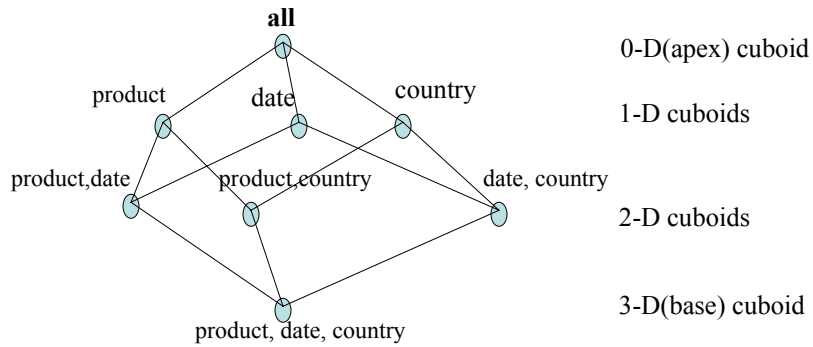 all
0-D(apex) cuboid
product
date
country
1-D cuboids
product,date
product,country
date, country
2-D cuboids
3-D(base) cuboid
product, date, country